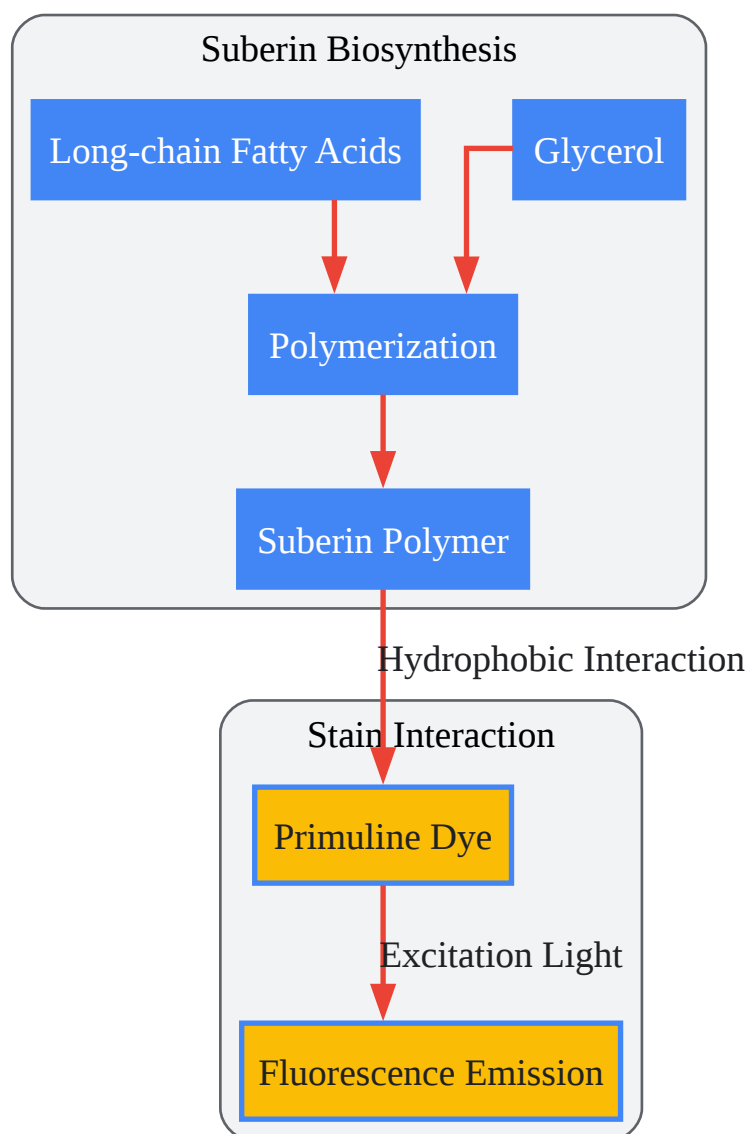 Suberin Biosynthesis
Long-chain Fatty Acids
Glycerol
Polymerization
Suberin Polymer
Hydrophobic Interaction
Stain Interaction
Primuline Dye
Excitation Light
Fluorescence Emission